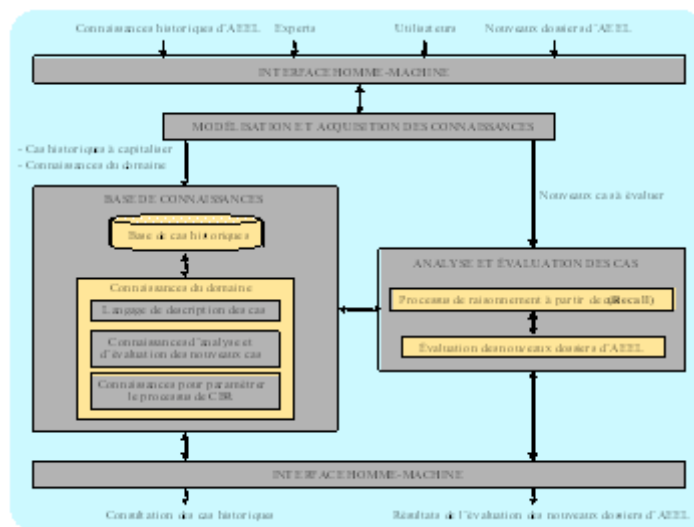 Connaissances historiques d'AEEL Experts Utilisateurs Nouveaux dossiers d'AEEL
INTERFACE HOMME-MACHINE
MODÉLISATION ET ACQUISITION DES CONNAISSANCES
- Cas historiques à capitaliser
- Connaissances du domaine
Nouveaux cas à évaluer
BASE DE CONNAISSANCES
Base de cas historiques
Connaissances du domaine
Langage de description des cas
Connaissances d'analyse et
d'évaluation des nouveaux cas
Connaissances pour paramétrer
le processus de CBR
ANALYSE ET ÉVALUATION DES CAS
Processus de raisonnement à partir de (Recall)
Évaluation des nouveaux dossiers d'AEEL
INTERFACE HOMME-MACHINE
Consultation des cas historiques
Résultats de l'évaluation des nouveaux dossiers d'AEEL